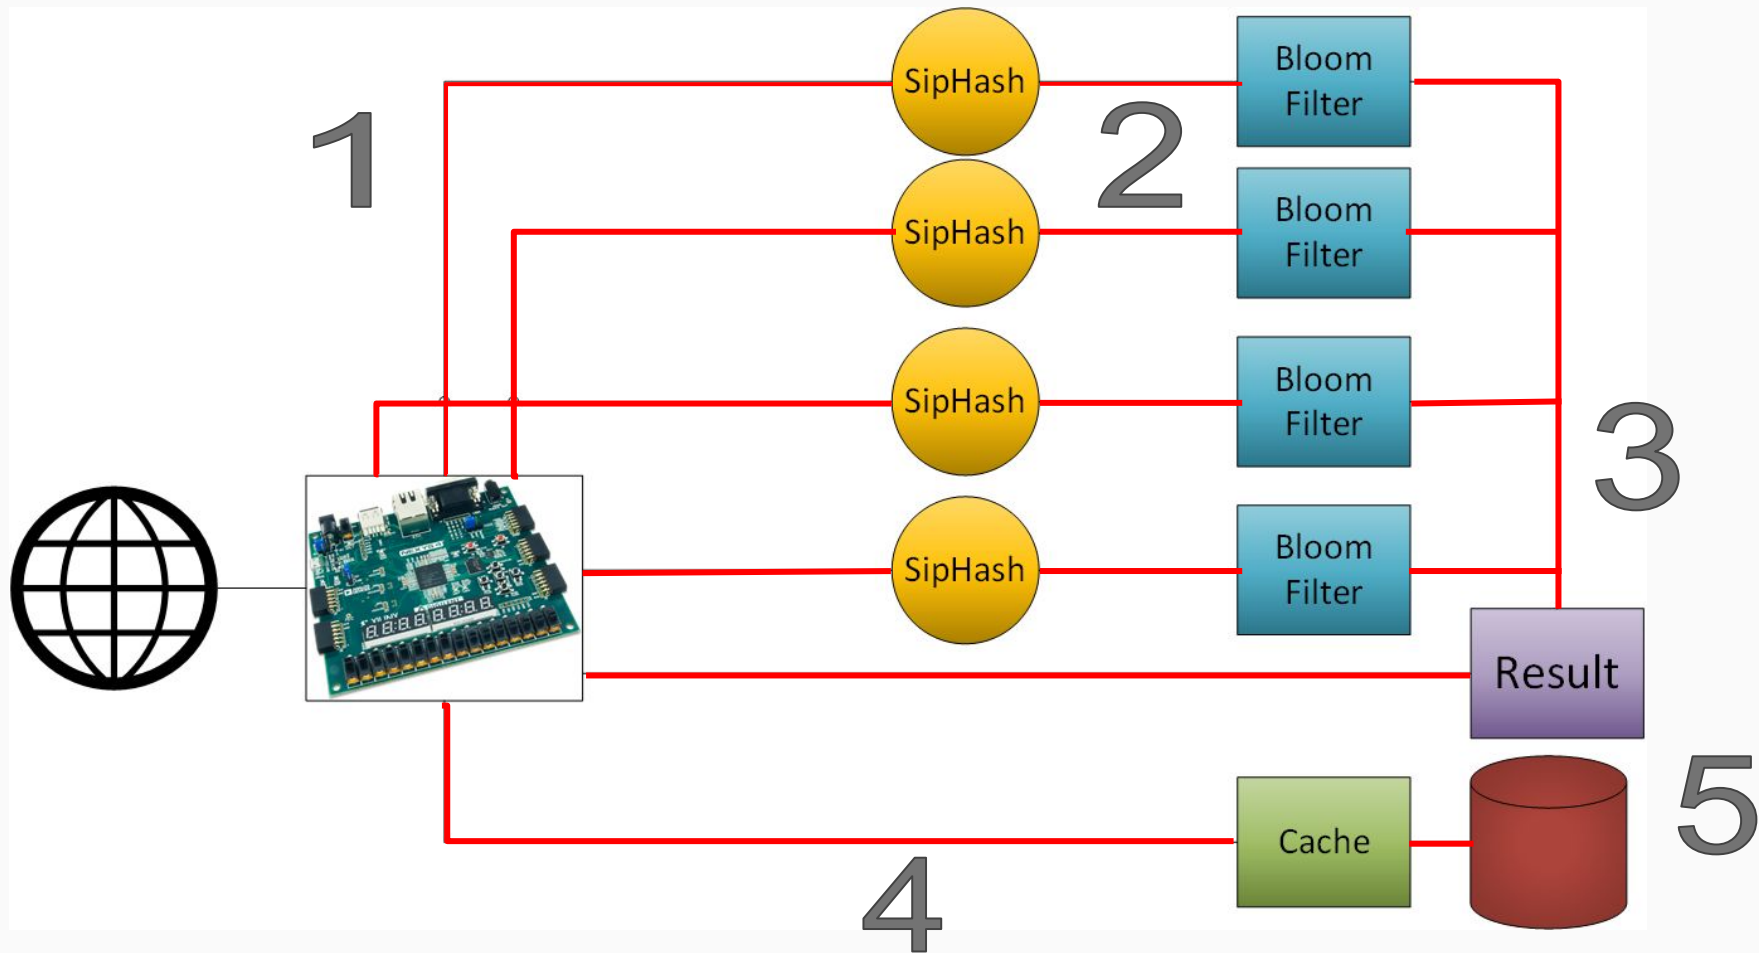 1
SipHash
2
Bloom
Filter
SipHash
Bloom
Filter
SipHash
Bloom
Filter
3
SipHash
Bloom
Filter
Result
Cache
4
5